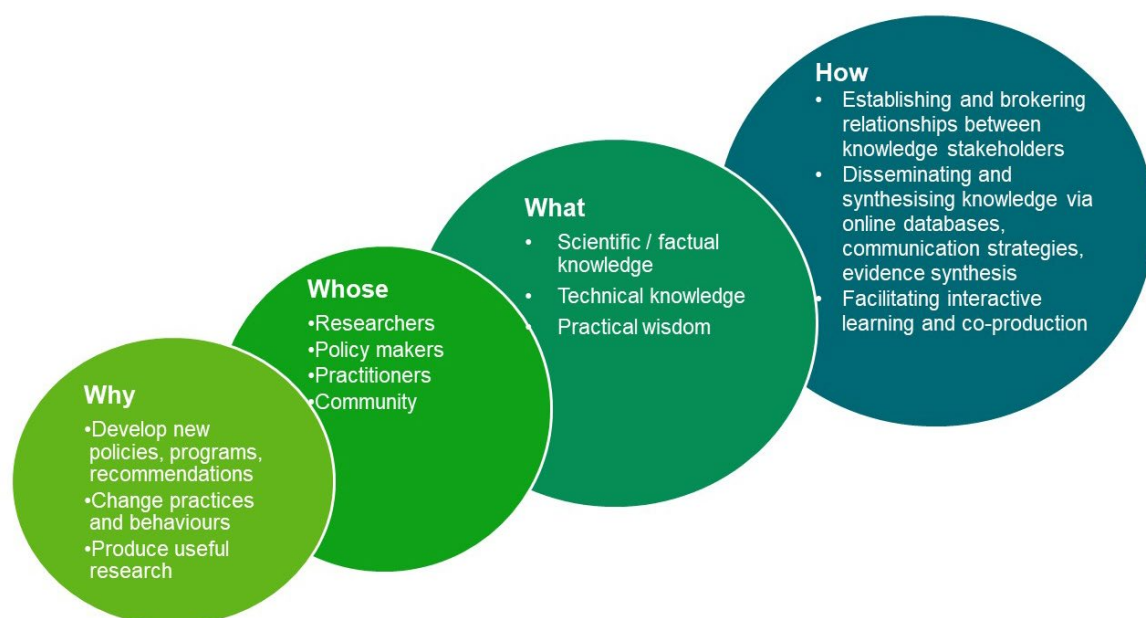 Why
•Develop new
policies, programs,
recommendations
•Change practices
and behaviours
•Produce useful
research
Whose
•Researchers
•Policy makers
•Practitioners
•Community
What
• Scientific / factual
knowledge
• Technical knowledge
• Practical wisdom
How
• Establishing and brokering
relationships between
knowledge stakeholders
• Disseminating and
synthesising knowledge via
online databases,
communication strategies,
evidence synthesis
• Facilitating interactive
learning and co-production